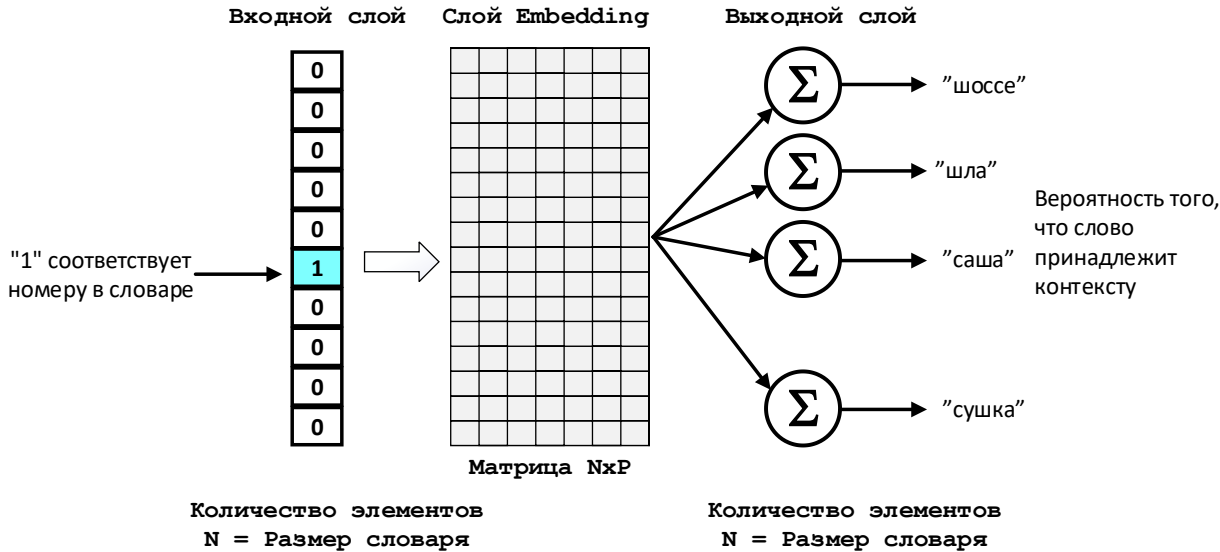 Входной слой
Слой Embedding
Выходной слой
0
0
0
0
0
1
0
0
0
0
"1" соответствует
номеру в словаре
Σ
Σ
Σ
Σ
"шоссе"
"шла"
"саша"
"сушка"
Вероятность того,
что слово
принадлежит
контексту
Матрица NxP
Количество элементов
N = Размер словаря
Количество элементов
N = Размер словаря